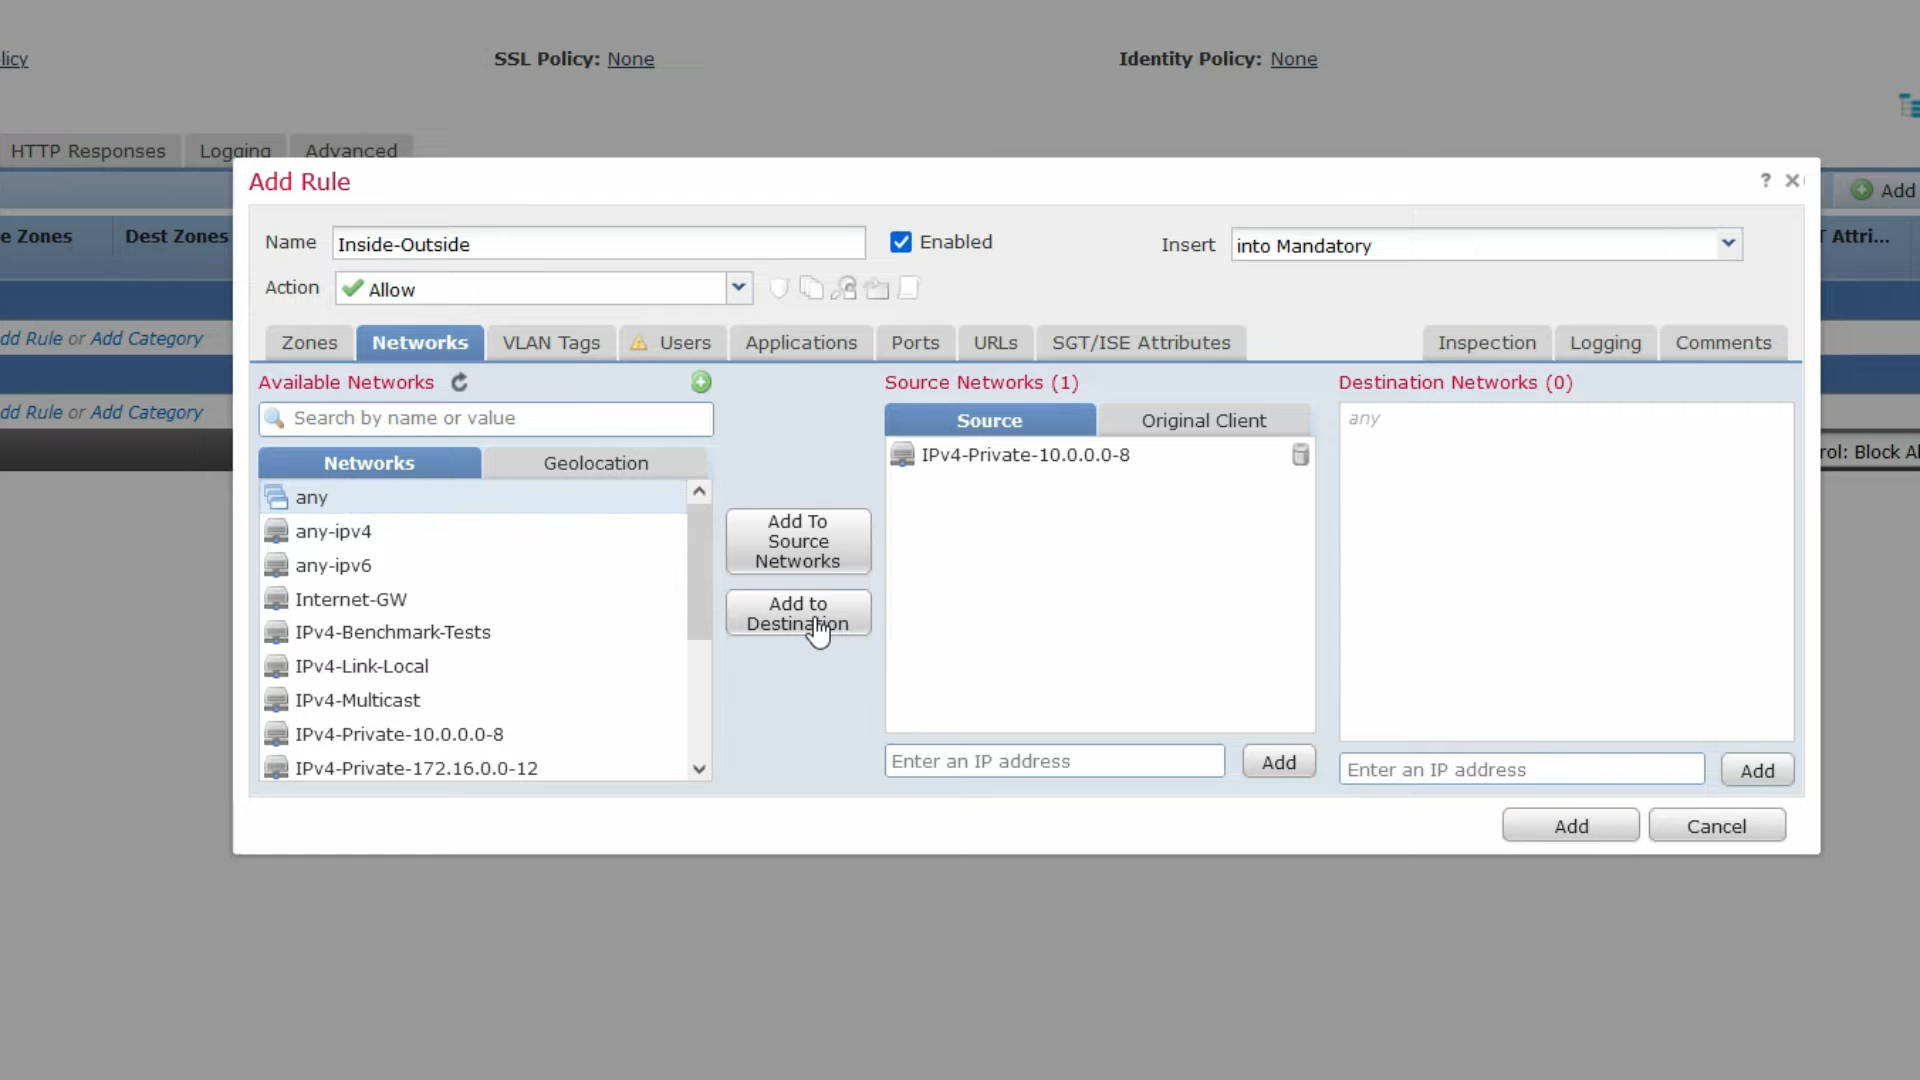 licy
SSL Policy: None
Identity Policy: None
HTTP Responses
Logging
Advanced
Add Rule
?
Add
e Zones
Dest Zones
T Attri...
Name
Inside-Outside
Enabled
Insert
into Mandatory
Action
Allow
dd Rule or Add Category
Zones
Networks
VLAN Tags
Users
Applications
Ports
URLs
SGT/ISE Attributes
Inspection
Logging
Comments
Available Networks
Source Networks (1)
Destination Networks (0)
dd Rule or Add Category
Search by name or value
Source
Original Client
any
rol: Block Al
Networks
Geolocation
IPv4-Private-10.0.0.0-8
any
any-ipv4
any-ipv6
Internet-GW
IPv4-Benchmark-Tests
IPv4-Link-Local
IPv4-Multicast
IPv4-Private-10.0.0.0-8
IPv4-Private-172.16.0.0-12
Add To
Source
Networks
Add to
Destination
Enter an IP address
Add
Enter an IP address
Add
Add
Cancel